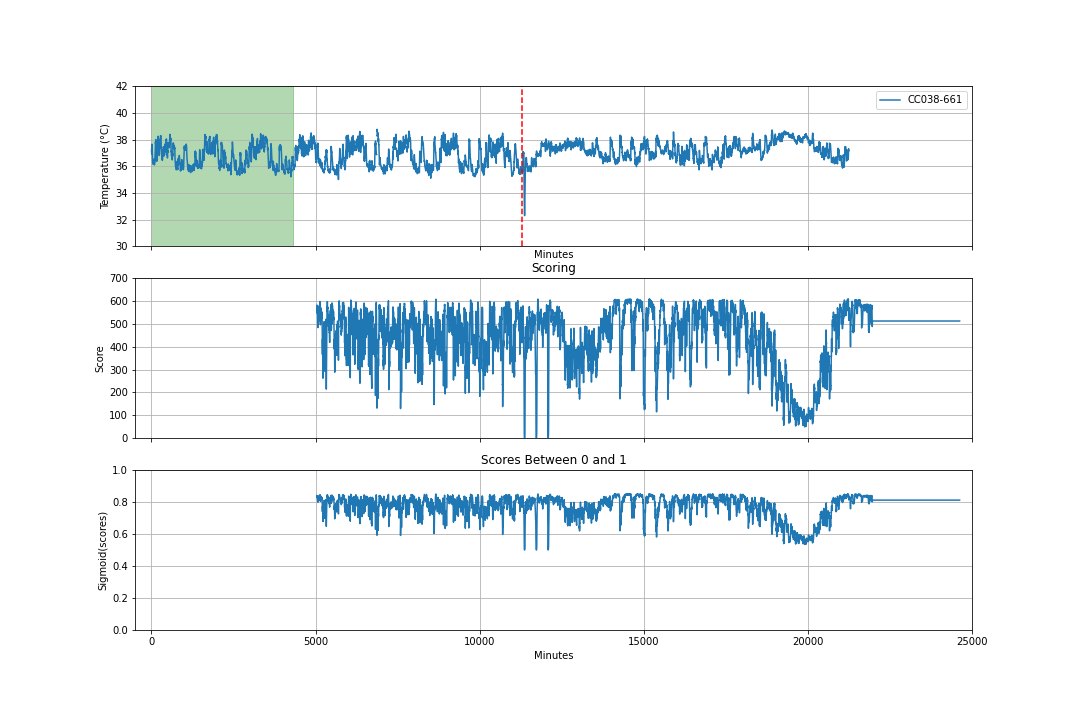 42
40
38
36
34
32
30
Temperature (°C)
CC038-661
Minutes
Scoring
700
600
500
400
300
200
100
0
Score
Scores Between 0 and 1
1.0
0.8
0.6
0.4
0.2
0.0
Sigmoid(scores)
0 5000 10000 15000 20000 25000
Minutes